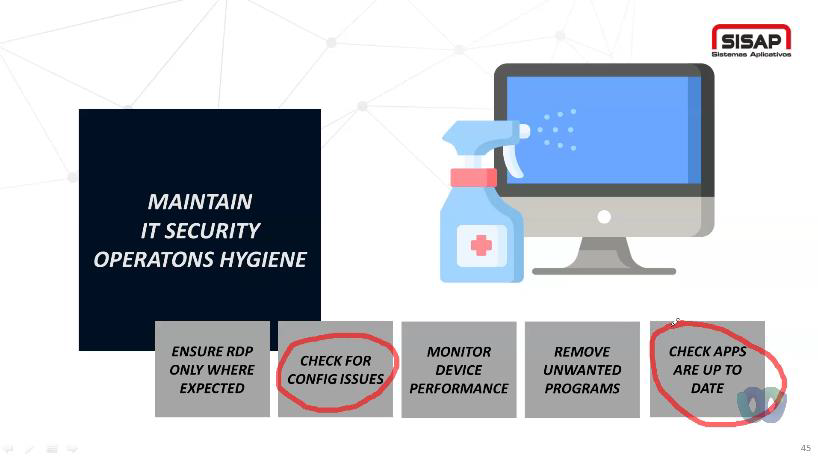 SISAP
Sistemas Aplicativos
MAINTAIN
IT SECURITY
OPERATONS HYGIENE
ENSURE RDP
ONLY WHERE
EXPECTED
CHECK FOR
CONFIG ISSUES
MONITOR
DEVICE
PERFORMANCE
REMOVE
UNWANTED
PROGRAMS
CHECK APPS
ARE UP TO
DATE
45